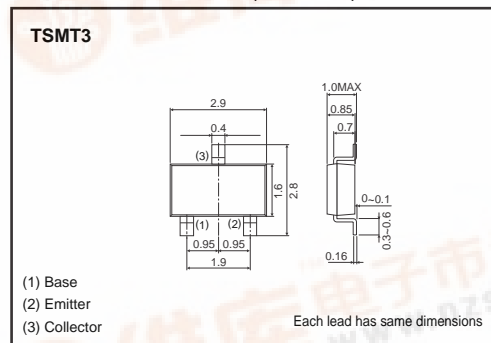 TSMT3
1.0MAX
2.9
0.85
0.4
0.7
(3)
1.6
2.8
0~0.1
(1)
(2)
0.3~0.6
0.95
0.95
0.16
1.9
(1) Base
(2) Emitter
(3) Collector
Each lead has same dimensions